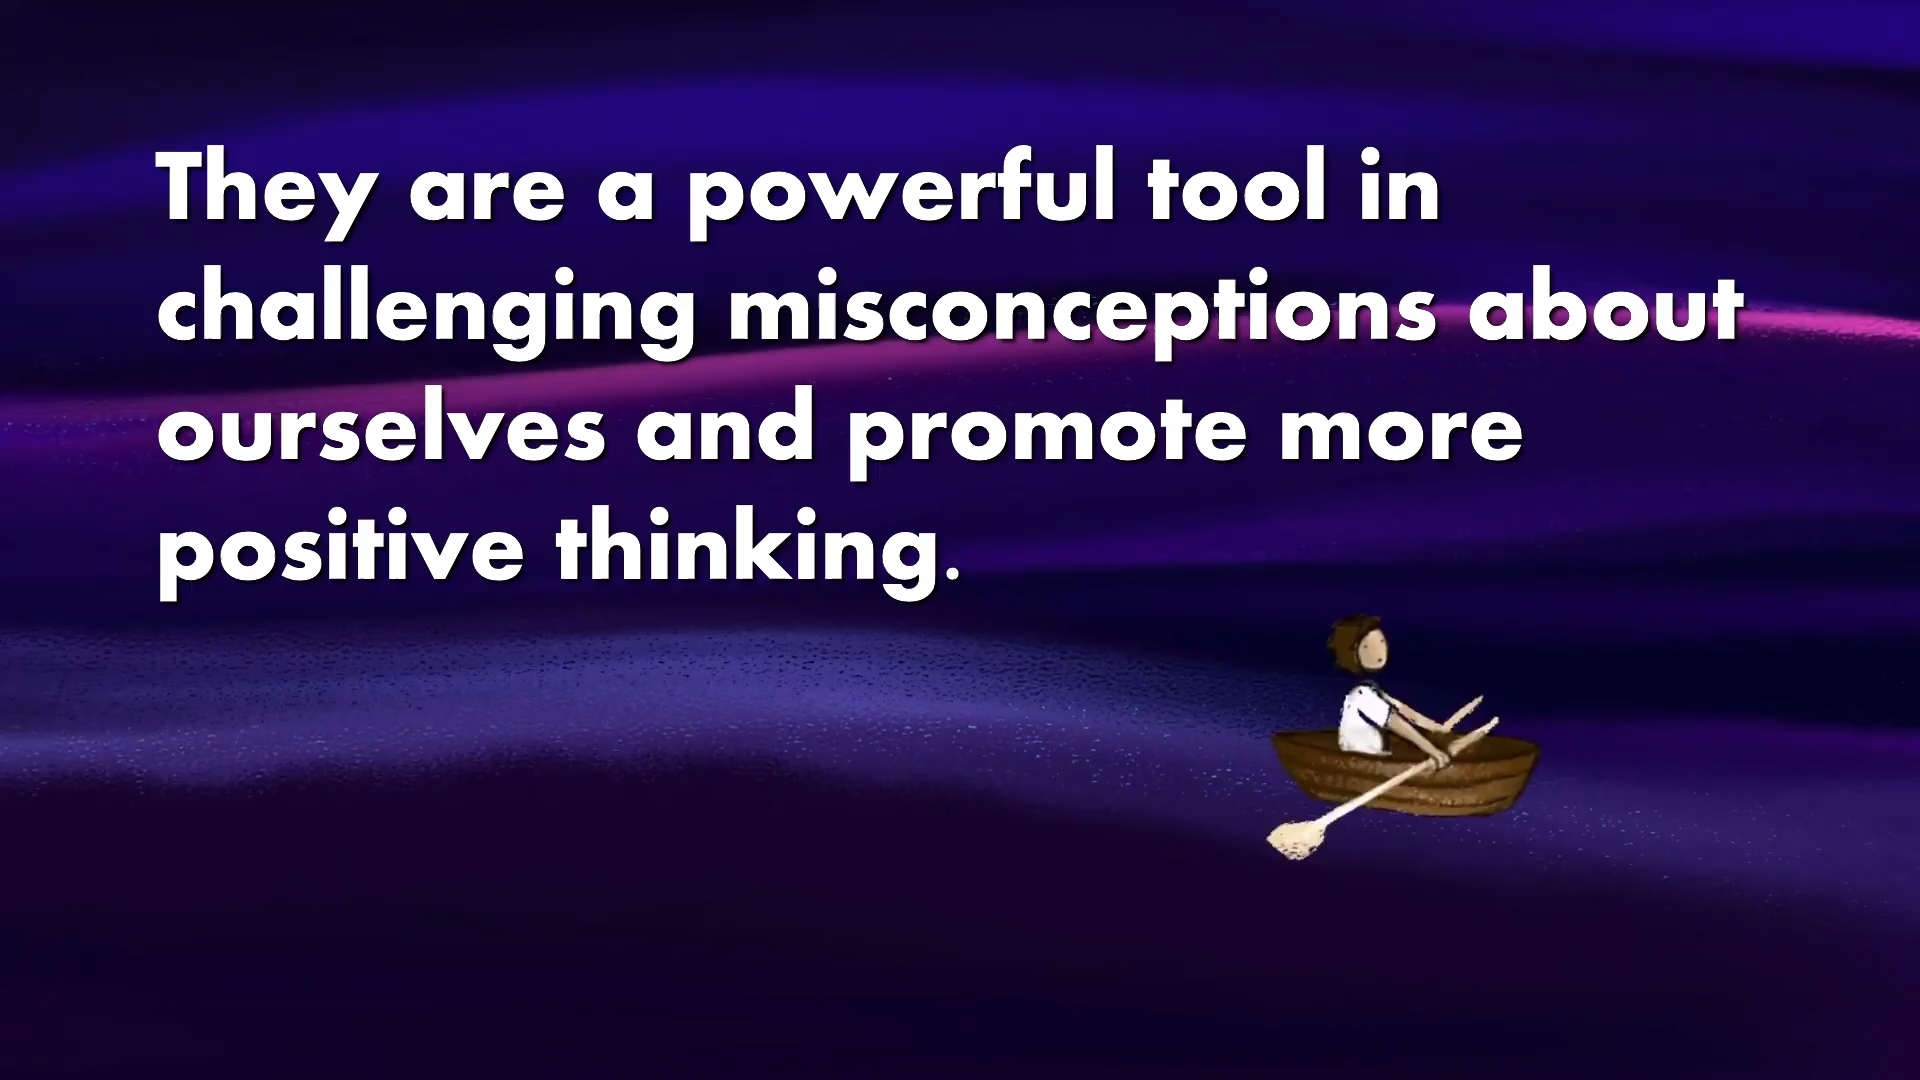 They are a powerful tool in
challenging misconceptions about
ourselves and promote more
positive thinking.